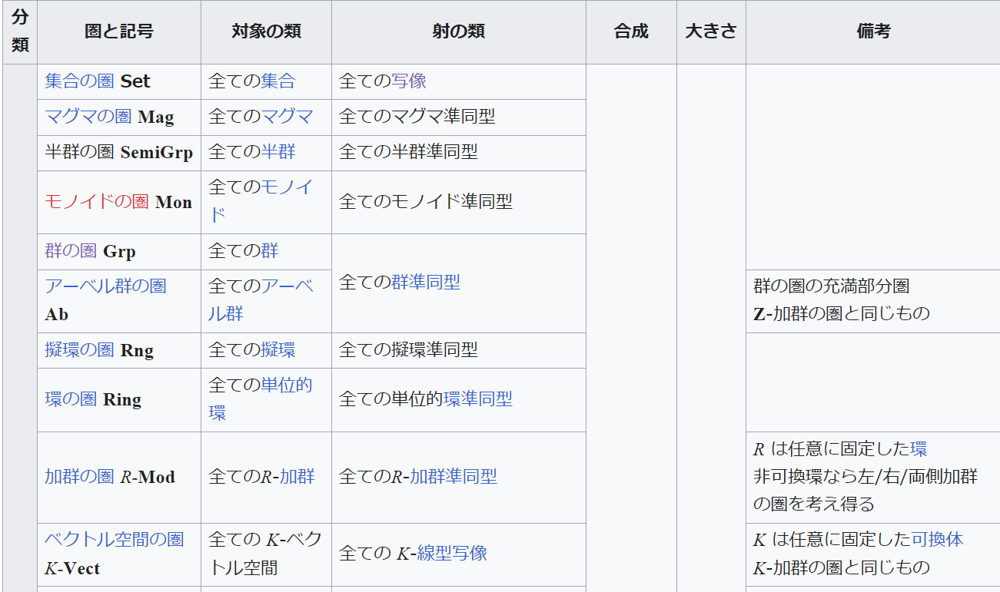 分類 圏と記号 対象の類 射の類 合成 大きさ 備考
集合の圏 Set 全ての集合 全ての写像
マグマの圏 Mag 全てのマグマ 全てのマグマ準同型
半群の圏 SemiGrp 全ての半群 全ての半群準同型
モノイドの圏 Mon 全てのモノイ
ド
全てのモノイド準同型
群の圏 Grp 全ての群 全ての群準同型
アーベル群の圏
Ab
全てのアーベ
ル群
群の圏の充満部分圏
Z-加群の圏と同じもの
擬環の圏 Rng 全ての擬環 全ての擬環準同型
環の圏 Ring 全ての単位的
環
全ての単位的環準同型
加群の圏 R-Mod 全てのR-加群 全てのR-加群準同型
R は任意に固定した環
非可換環なら左/右/両側加群
の圏を考え得る
ベクトル空間の圏
K-Vect
全ての K-ベク
トル空間
全ての K-線型写像
K は任意に固定した可換体
K-加群の圏と同じもの